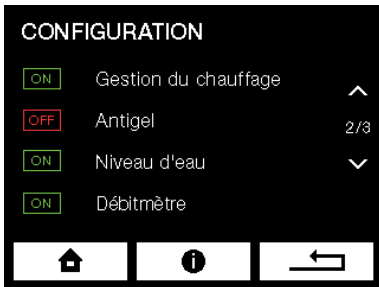 CONFIGURATION
ON Gestion du chauffage
OFF Antigel
2/3
ON Niveau d'eau
ON Débitmètre